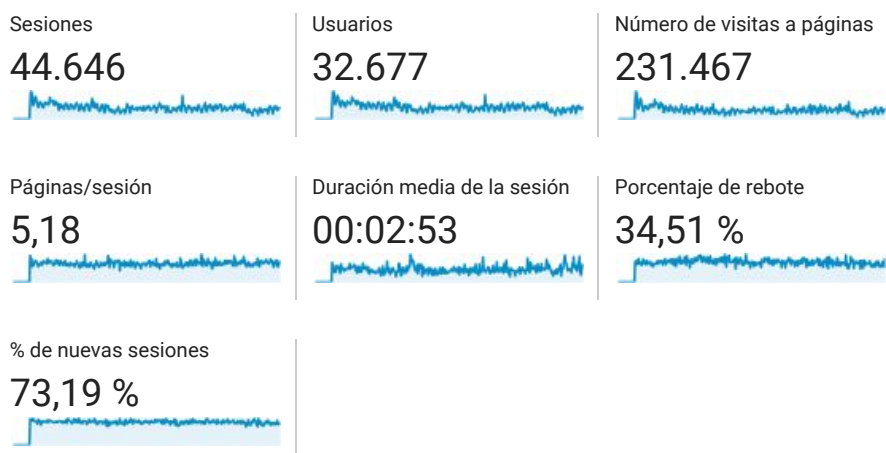 Sesiones
44.646
Usuarios
32.677
Número de visitas a páginas
231.467
Páginas/sesión
5,18
Duración media de la sesión
00:02:53
Porcentaje de rebote
34,51 %
% de nuevas sesiones
73,19 %